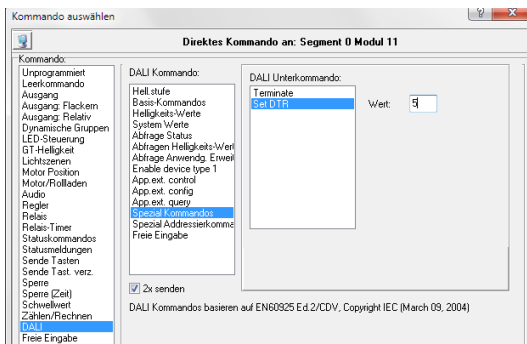 Kommando auswählen
Direktes Kommando an: Segment 0 Modul 11
Kommando:
Unprogrammiert
Leerkommando
Ausgang
Ausgang: Flackern
Ausgang: Relativ
Dynamische Gruppen
LED-Steuerung
GT-Helligkeit
Lichtszenen
Motor Position
Motor/Rollladen
Audio
Regler
Relais
Relais-Timer
Statuskommandos
Statusmeldungen
Sende Tasten
Sende Tast. verz.
Sperre
Sperre (Zeit)
Schwellwert
Zählen/Rechnen
DALI
Freie Eingabe
DALI Kommando:
Hell.stufe
Basis-Kommandos
Helligkeits-Werte
System Werte
Abfrage Status
Abfragen Helligkeits-Wert
Abfrage Anwendg. Erweit
Enable device type 1
App.ext. control
App.ext. config
App.ext. query
Spezial Kommandos
Spezial Addressierkomma
Freie Eingabe
2x senden
DALI Unterkommando:
Terminate
Set DTR
Wert: 5
DALI Kommandos basieren auf EN60925 Ed.2/CDV, Copyright IEC (March 09, 2004)